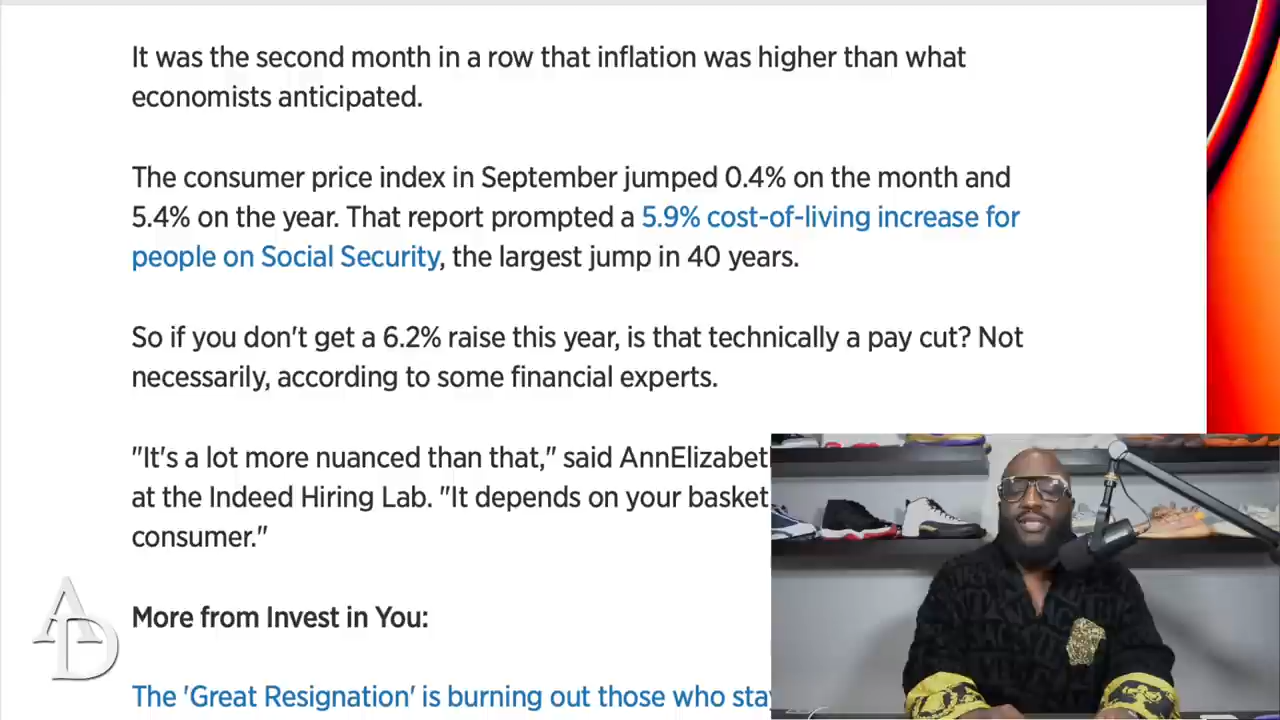 It was the second month in a row that inflation was higher than what
economists anticipated.
The consumer price index in September jumped 0.4% on the month and
5.4% on the year. That report prompted a 5.9% cost-of-living increase for
people on Social Security, the largest jump in 40 years.
So if you don't get a 6.2% raise this year, is that technically a pay cut? Not
necessarily, according to some financial experts.
"It's a lot more nuanced than that," said AnnElizabet
at the Indeed Hiring Lab. "It depends on your basket
consumer."
More from Invest in You:
The 'Great Resignation' is burning out those who stay
AD